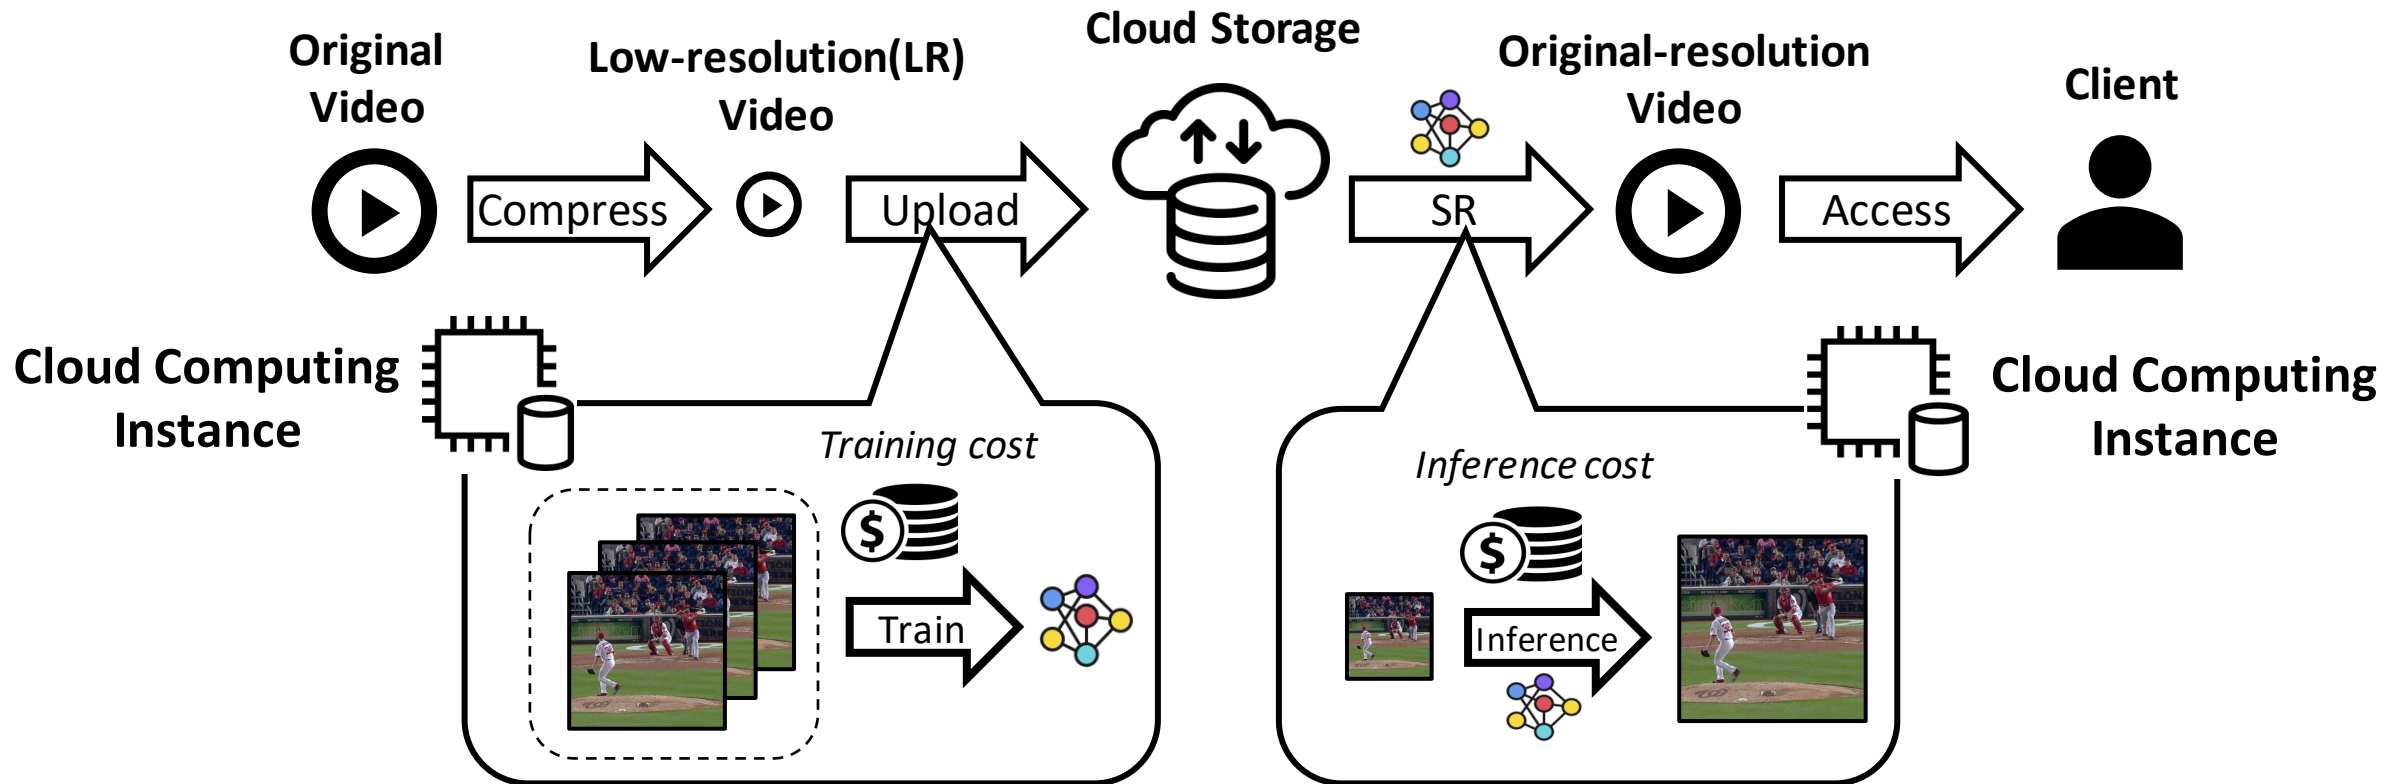 Original
Video
Low-resolution(LR)
Video
Cloud Storage
Original-resolution
Video
Client
Compress
Upload
SR
Access
Cloud Computing
Instance
Cloud Computing
Instance
Training cost
$
Train
Inference cost
$
Inference